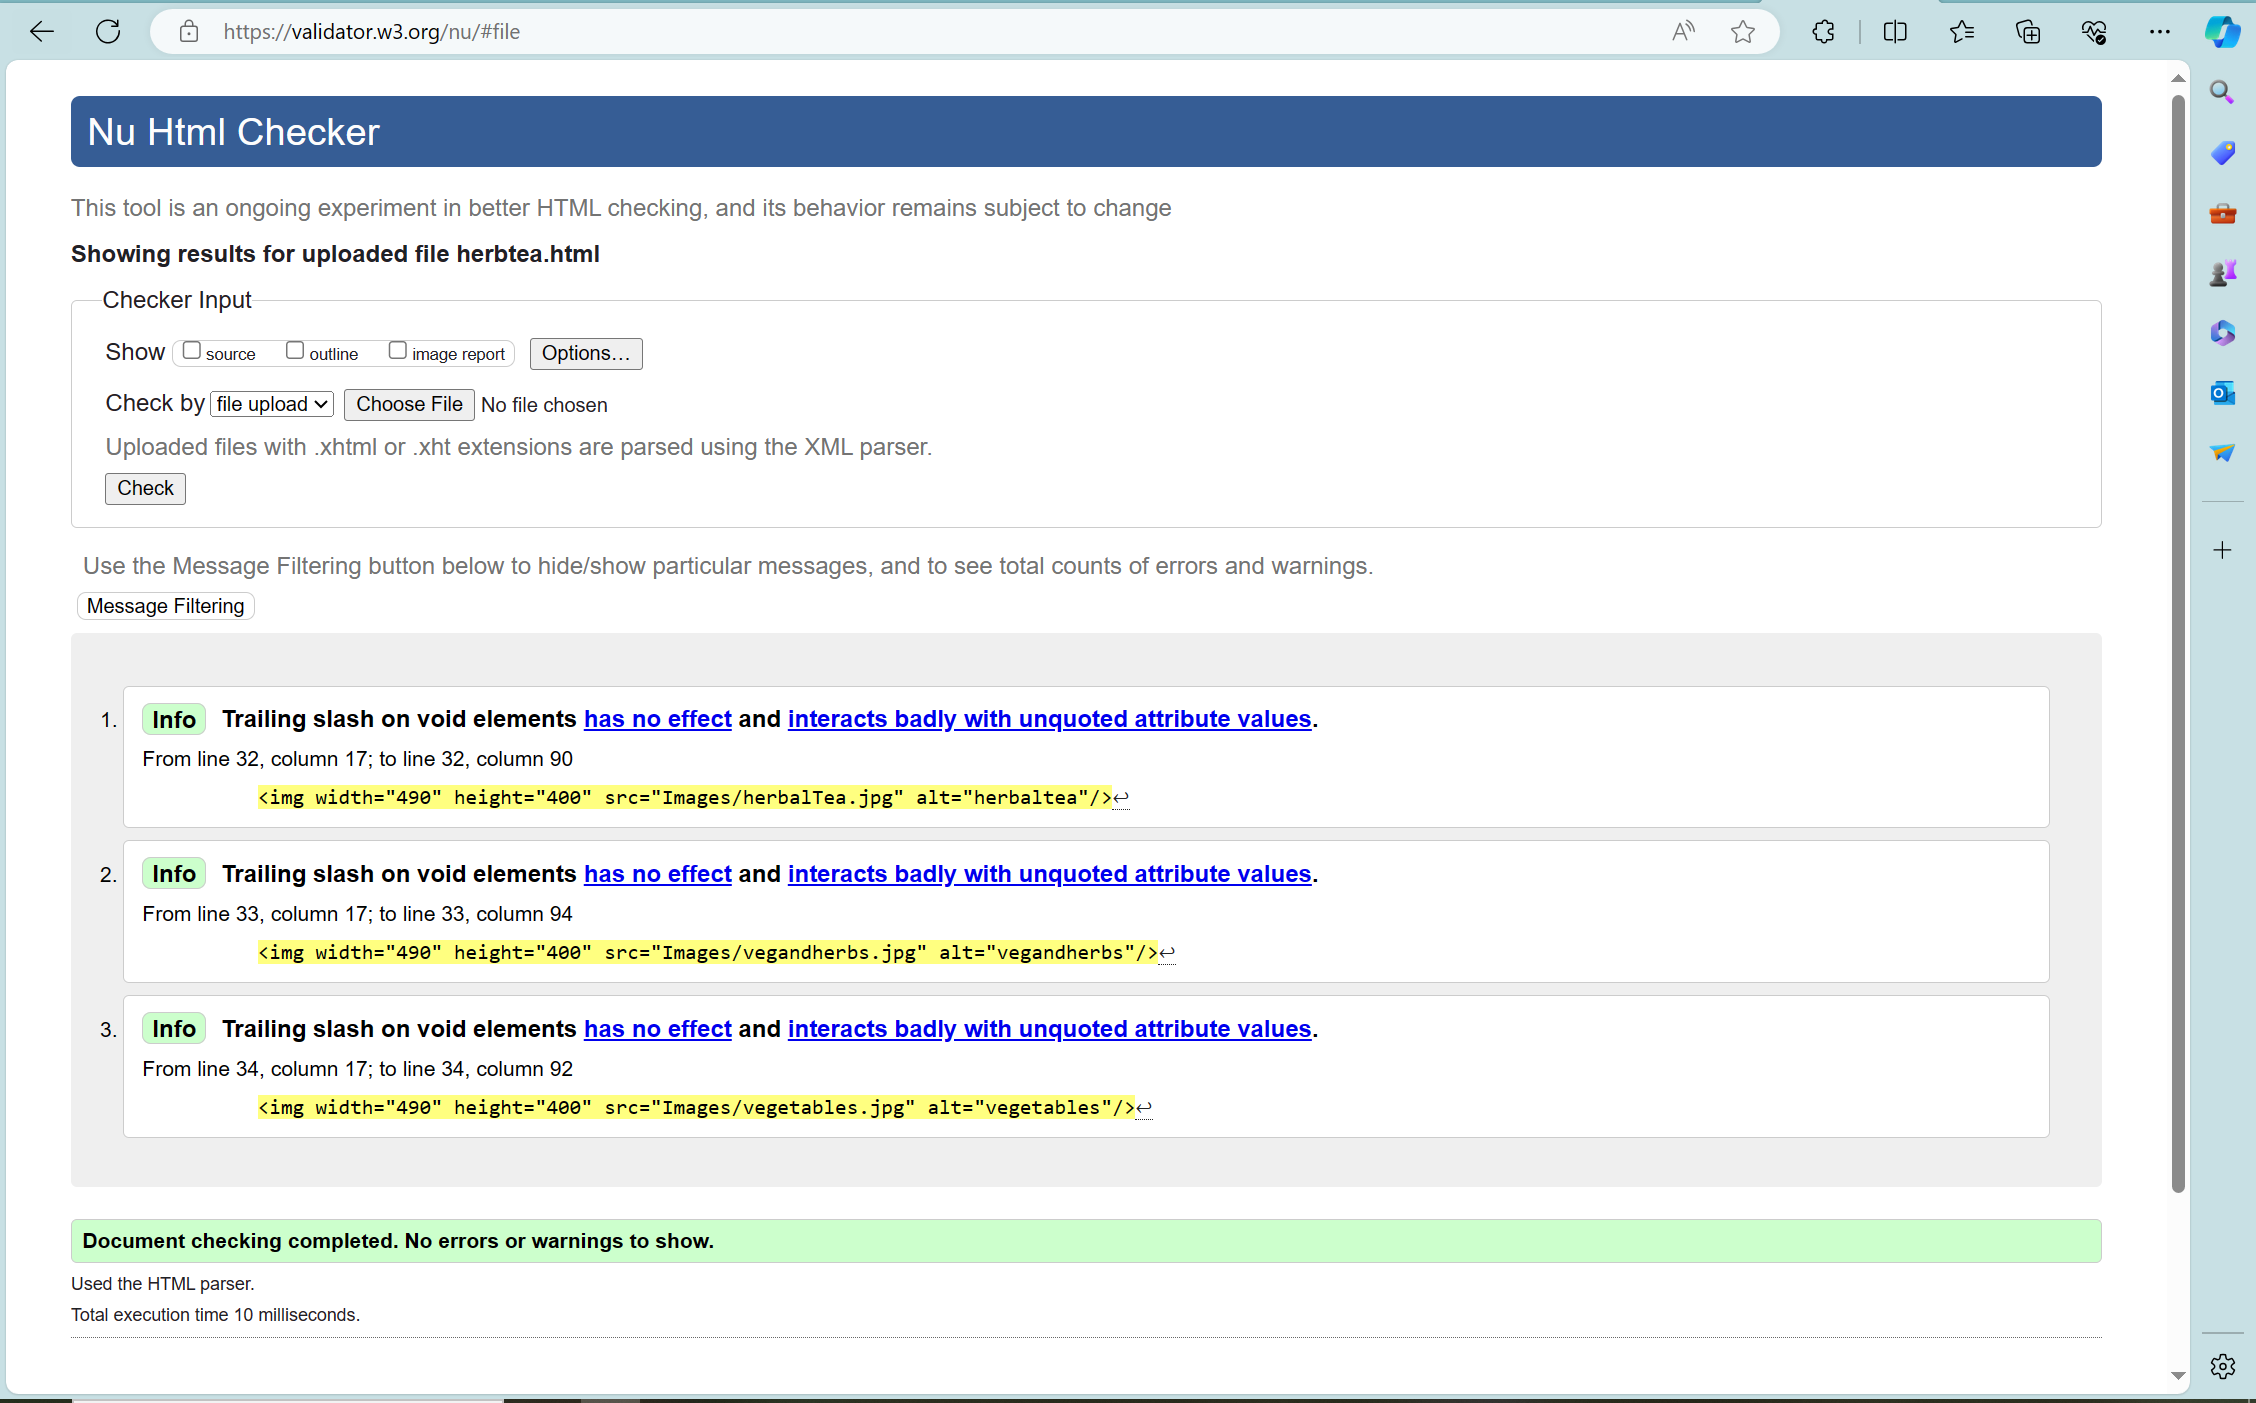 https://validator.w3.org/nu/#file
Nu Html Checker
This tool is an ongoing experiment in better HTML checking, and its behavior remains subject to change
Showing results for uploaded file herbtea.html
Checker Input
Show source outline image report Options...
Check by file upload Choose File No file chosen
Uploaded files with .xhtml or .xht extensions are parsed using the XML parser.
Check
Use the Message Filtering button below to hide/show particular messages, and to see total counts of errors and warnings.
Message Filtering
1. Info Trailing slash on void elements has no effect and interacts badly with unquoted attribute values.
From line 32, column 17; to line 32, column 90
<img width="490" height="400" src="Images/herbalTea.jpg" alt="herbaltea"/>↩
2. Info Trailing slash on void elements has no effect and interacts badly with unquoted attribute values.
From line 33, column 17; to line 33, column 94
<img width="490" height="400" src="Images/vegandherbs.jpg" alt="vegandherbs"/>↩
3. Info Trailing slash on void elements has no effect and interacts badly with unquoted attribute values.
From line 34, column 17; to line 34, column 92
<img width="490" height="400" src="Images/vegetables.jpg" alt="vegetables"/>↩
Document checking completed. No errors or warnings to show.
Used the HTML parser.
Total execution time 10 milliseconds.